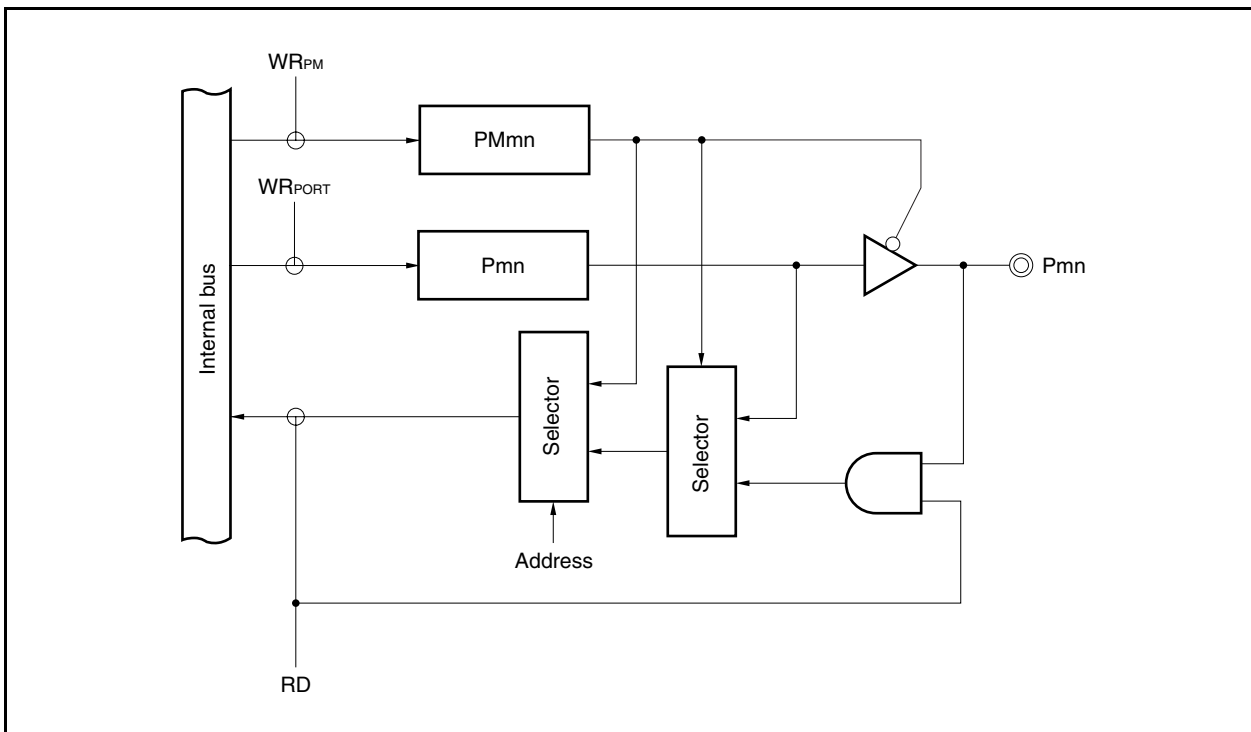 WRPM
PMmn
WRPORT
Pmn
Pmn
Internal bus
Selector
Selector
Address
RD